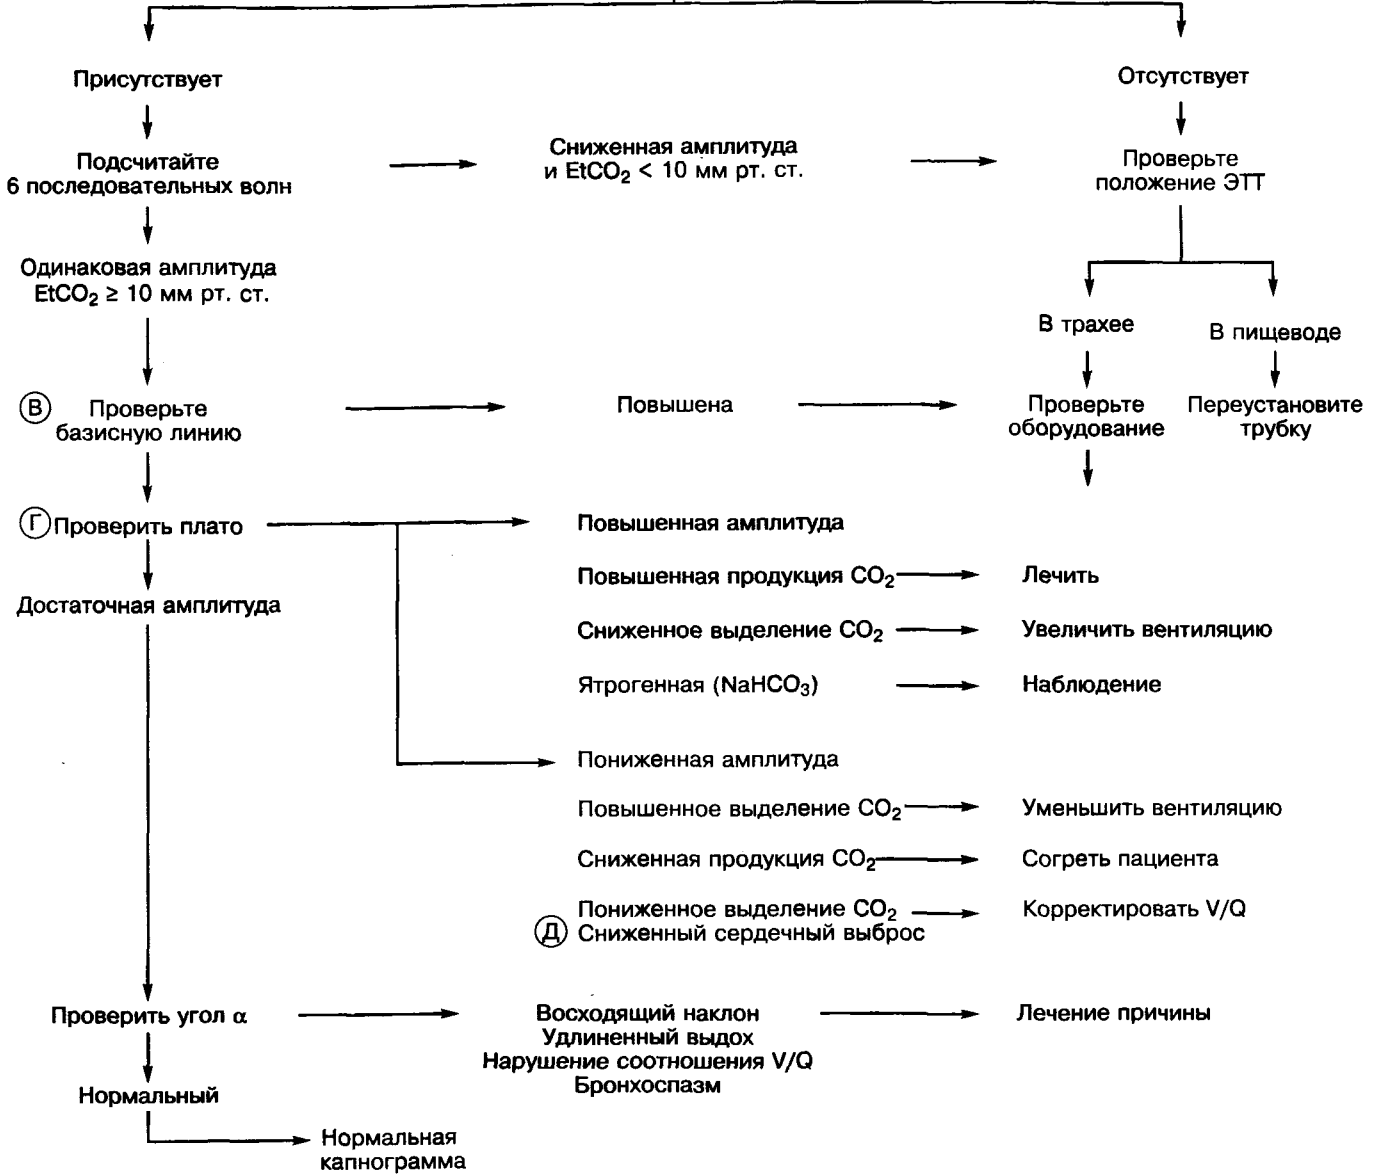 Присутствует
Отсутствует
Подсчитайте
6 последовательных волн
Сниженная амплитуда
и EtCO₂ < 10 мм рт. ст.
Проверьте
положение ЭТТ
Одинаковая амплитуда
EtCO₂ ≥ 10 мм рт. ст.
В трахее
В пищеводе
В Проверьте
базисную линию
Повышена
Проверьте
оборудование
Переустановите
трубку
Г Проверить плато
Повышенная амплитуда
Повышенная продукция CO₂
Лечить
Достаточная амплитуда
Сниженное выделение CO₂
Увеличить вентиляцию
Ятрогенная (NaHCO₃)
Наблюдение
Пониженная амплитуда
Повышенное выделение CO₂
Уменьшить вентиляцию
Сниженная продукция CO₂
Согреть пациента
Пониженное выделение CO₂
Корректировать V/Q
Д Сниженный сердечный выброс
Проверить угол α
Восходящий наклон
Удлиненный выдох
Нарушение соотношения V/Q
Бронхоспазм
Лечение причины
Нормальный
Нормальная
капнограмма